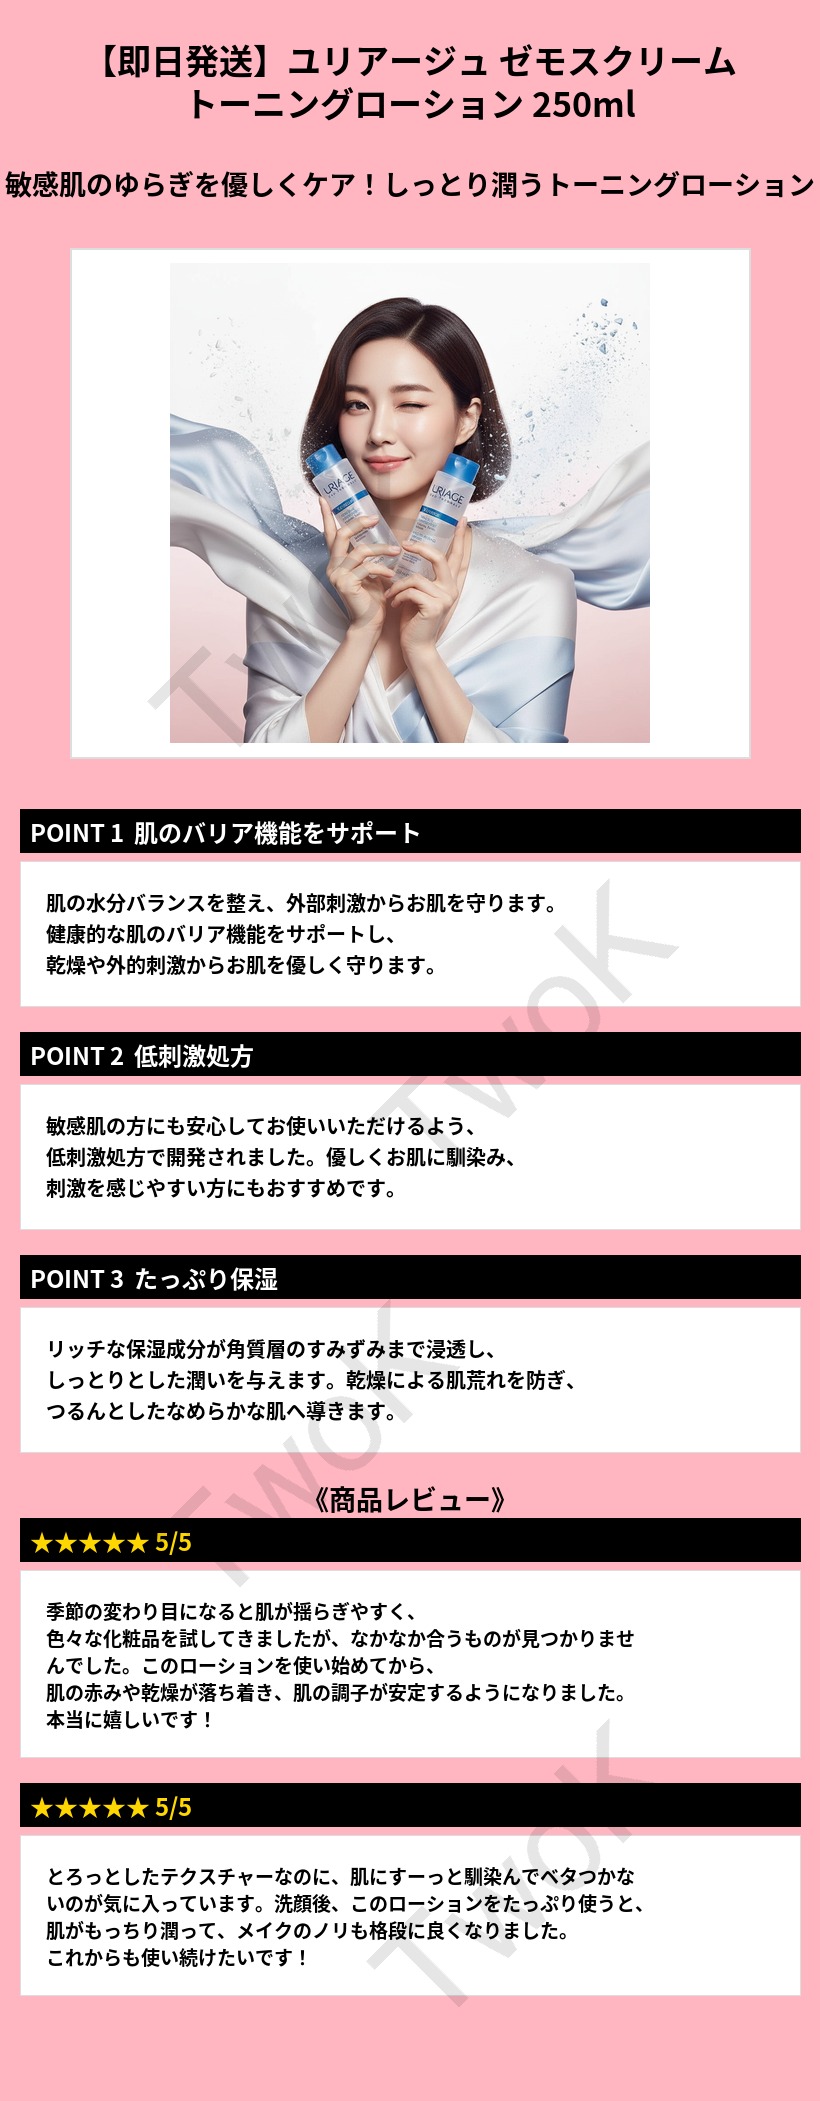 【即日発送】ユリアージュ ゼモスクリーム
トーニングローション 250ml
敏感肌のゆらぎを優しくケア！しっとり潤うトーニングローション
URIAGE
URIAGE
TwoK
POINT 1 肌のバリア機能をサポート
肌の水分バランスを整え、外部刺激からお肌を守ります。
健康的な肌のバリア機能をサポートし、
乾燥や外的刺激からお肌を優しく守ります。
TwoK
POINT 2 低刺激処方
敏感肌の方にも安心してお使いいただけるよう、
低刺激処方で開発されました。優しくお肌に馴染み、
刺激を感じやすい方にもおすすめです。
POINT 3 たっぷり保湿
リッチな保湿成分が角質層のすみずみまで浸透し、
しっとりとした潤いを与えます。乾燥による肌荒れを防ぎ、
つるんとしたなめらかな肌へ導きます。
TwoK
《商品レビュー》
★★★★★ 5/5
季節の変わり目になると肌が揺らぎやすく、
色々な化粧品を試してきましたが、なかなか合うものが見つかりませ
んでした。このローションを使い始めてから、
肌の赤みや乾燥が落ち着き、肌の調子が安定するようになりました。
本当に嬉しいです！
★★★★★ 5/5
とろっとしたテクスチャーなのに、肌にすーっと馴染んでベタつかな
いのが気に入っています。洗顔後、このローションをたっぷり使うと、
肌がもっちり潤って、メイクのノリも格段に良くなりました。
これからも使い続けたいです！
TwoK